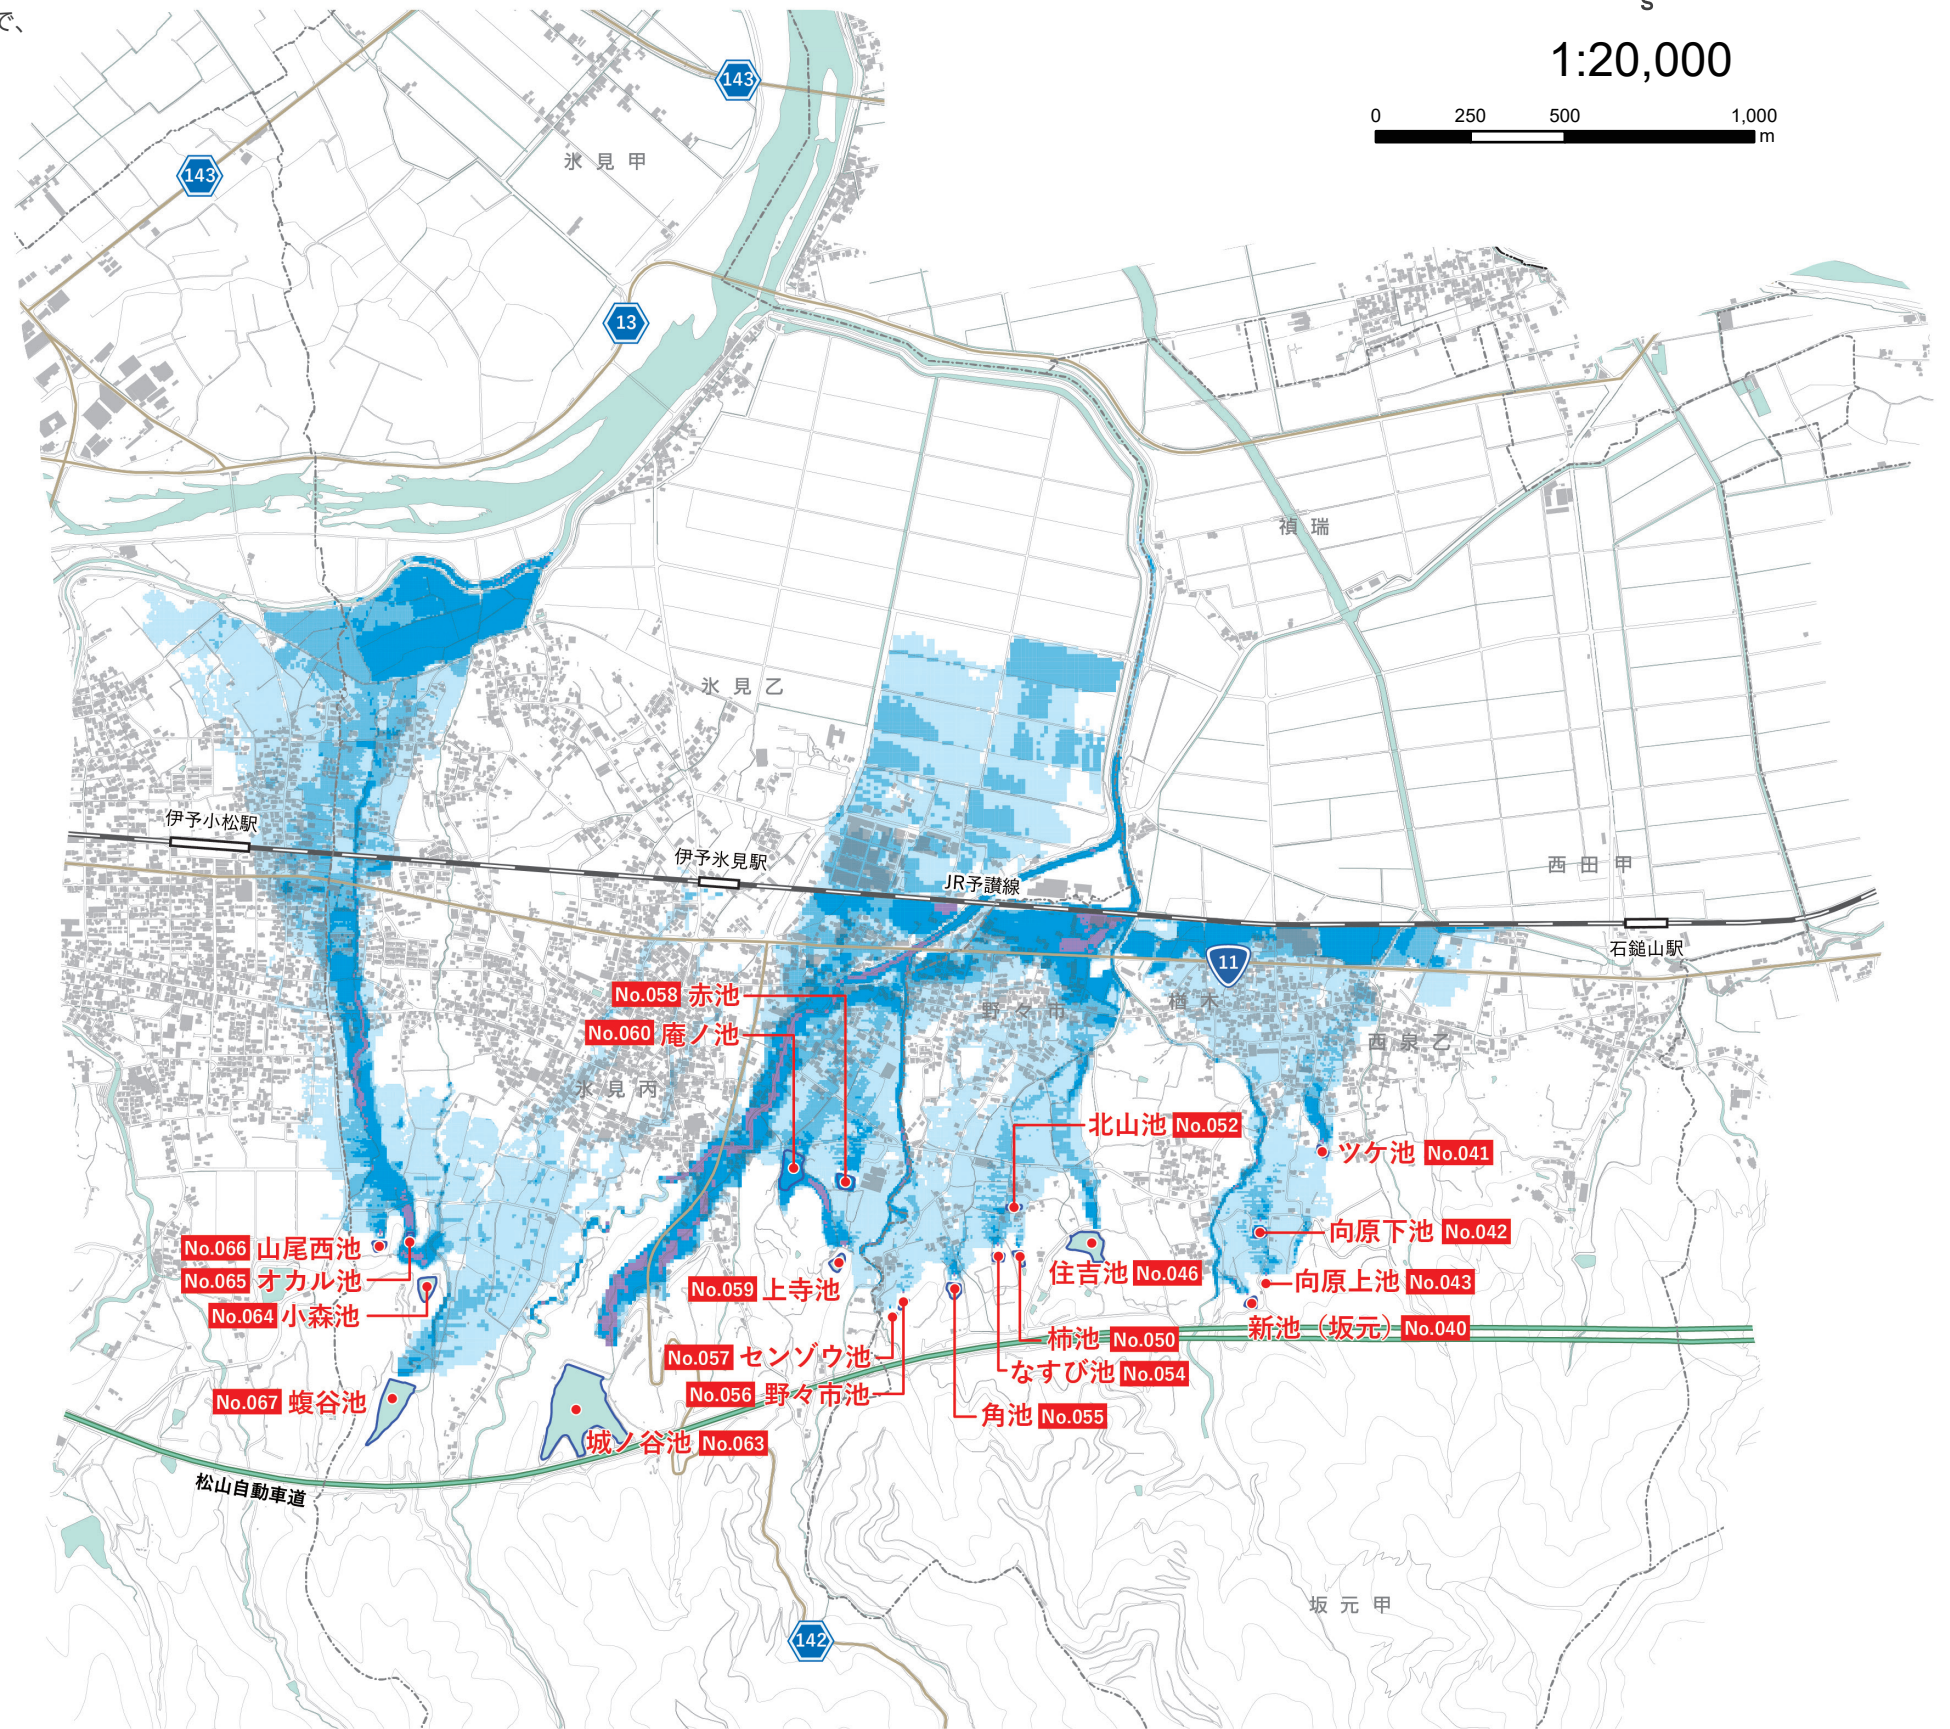 で、
S
1:20,000
0 250 500 1,000
m
143
143
氷見甲
13
禎瑞
氷見乙
伊予小松駅
伊予氷見駅
JR予讃線
西田甲
石鎚山駅
11
No.058 赤池
No.060 庵ノ池
野々市
楢木
西泉乙
氷見丙
北山池 No.052
ツケ池 No.041
No.066 山尾西池
No.065 オカル池
No.064 小森池
No.059 上寺池
住吉池 No.046
向原下池 No.042
向原上池 No.043
新池（坂元） No.040
柿池 No.050
No.057 センゾウ池
なすび池 No.054
No.056 野々市池
角池 No.055
No.067 蝮谷池
城ノ谷池 No.063
松山自動車道
坂元甲
142